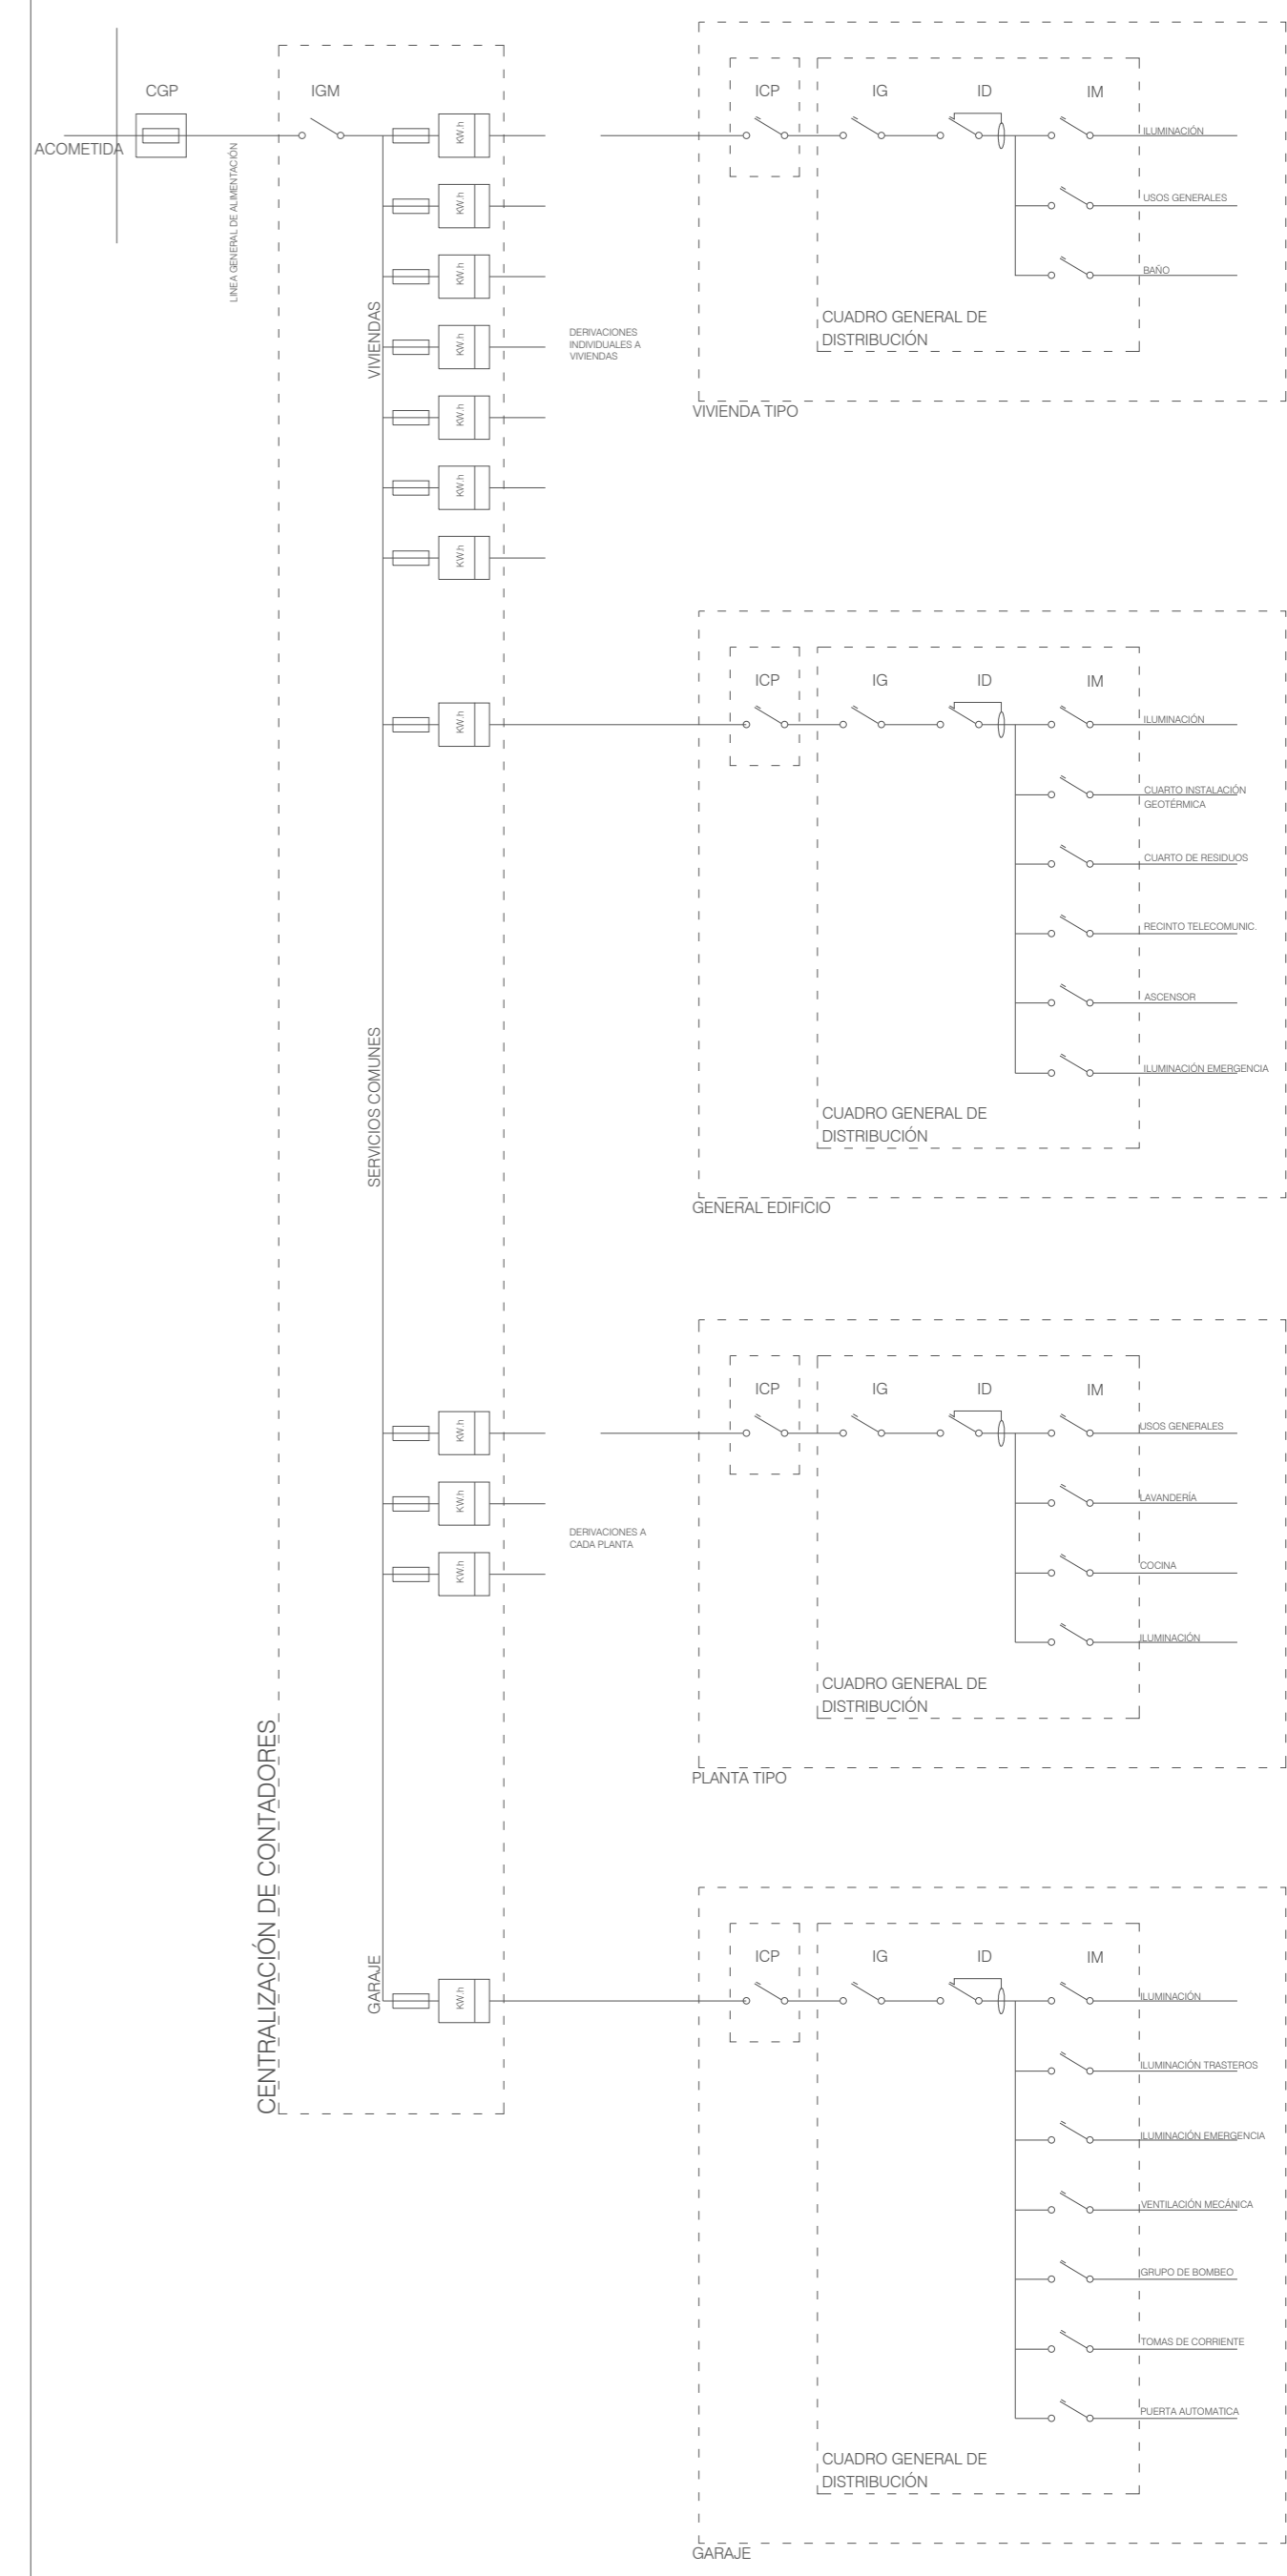 CGP
IGM
ACOMETIDA
LINEA GENERAL DE ALIMENTACIÓN
VIVIENDAS
KW.h
KW.h
KW.h
KW.h
KW.h
KW.h
KW.h
DERIVACIONES
INDIVIDUALES A
VIVIENDAS
ICP
IG
ID
IM
ILUMINACIÓN
USOS GENERALES
BAÑO
CUADRO GENERAL DE
DISTRIBUCIÓN
VIVIENDA TIPO
SERVICIOS COMUNES
KW.h
ICP
IG
ID
IM
ILUMINACIÓN
CUARTO INSTALACIÓN
GEOTÉRMICA
CUARTO DE RESIDUOS
RECINTO TELECOMUNIC.
ASCENSOR
ILUMINACIÓN EMERGENCIA
CUADRO GENERAL DE
DISTRIBUCIÓN
GENERAL EDIFICIO
KW.h
KW.h
KW.h
DERIVACIONES A
CADA PLANTA
ICP
IG
ID
IM
USOS GENERALES
LAVANDERÍA
COCINA
ILUMINACIÓN
CUADRO GENERAL DE
DISTRIBUCIÓN
PLANTA TIPO
CENTRALIZACIÓN DE CONTADORES
GARAJE
KW.h
ICP
IG
ID
IM
ILUMINACIÓN
ILUMINACIÓN TRASTEROS
ILUMINACIÓN EMERGENCIA
VENTILACIÓN MECÁNICA
GRUPO DE BOMBEO
TOMAS DE CORRIENTE
PUERTA AUTOMATICA
CUADRO GENERAL DE
DISTRIBUCIÓN
GARAJE